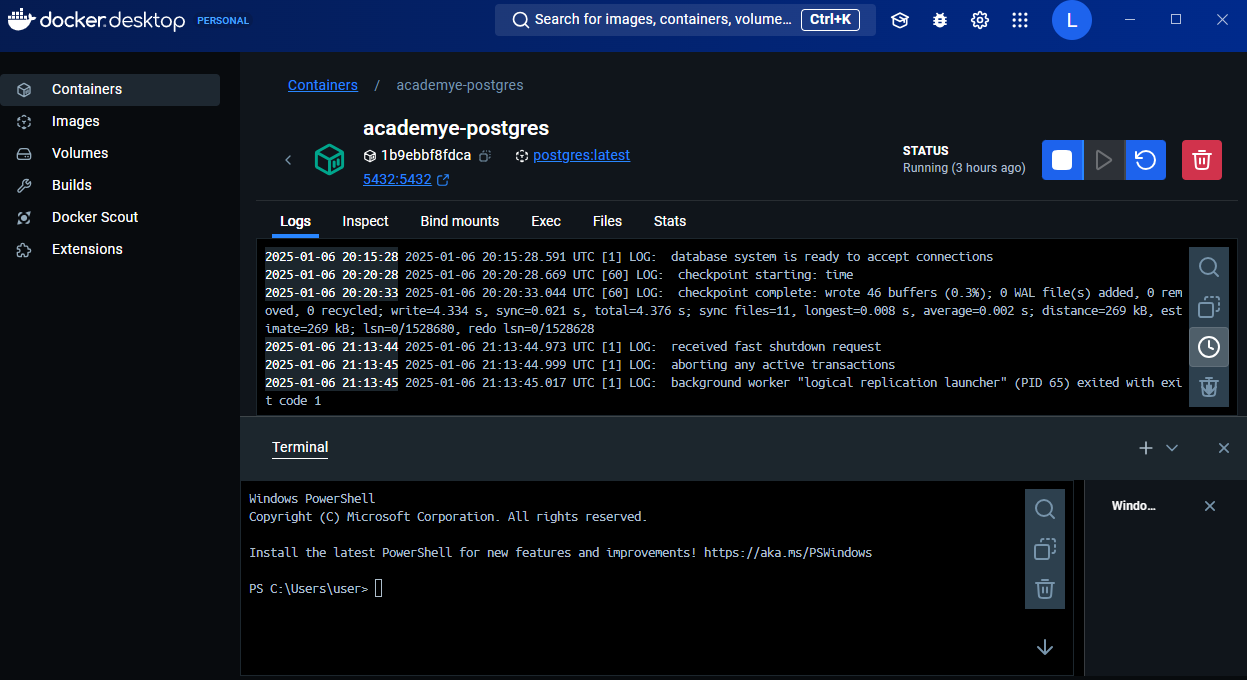 docker.desktop PERSONAL
Search for images, containers, volume... Ctrl+K
L
Containers
Images
Volumes
Builds
Docker Scout
Extensions
Containers / academye-postgres
academye-postgres
1b9ebbf8fdca postgres:latest
5432:5432
STATUS
Running (3 hours ago)
Logs Inspect Bind mounts Exec Files Stats
2025-01-06 20:15:28 2025-01-06 20:15:28.591 UTC [1] LOG:  database system is ready to accept connections
2025-01-06 20:20:28 2025-01-06 20:20:28.669 UTC [60] LOG:  checkpoint starting: time
2025-01-06 20:20:33 2025-01-06 20:20:33.044 UTC [60] LOG:  checkpoint complete: wrote 46 buffers (0.3%); 0 WAL file(s) added, 0 rem
oved, 0 recycled; write=4.334 s, sync=0.021 s, total=4.376 s; sync files=11, longest=0.008 s, average=0.002 s; distance=269 kB, est
imate=269 kB; lsn=0/1528680, redo lsn=0/1528628
2025-01-06 21:13:44 2025-01-06 21:13:44.973 UTC [1] LOG:  received fast shutdown request
2025-01-06 21:13:45 2025-01-06 21:13:44.999 UTC [1] LOG:  aborting any active transactions
2025-01-06 21:13:45 2025-01-06 21:13:45.017 UTC [1] LOG:  background worker "logical replication launcher" (PID 65) exited with exi
t code 1
Terminal
Windows PowerShell
Copyright (C) Microsoft Corporation. All rights reserved.
Install the latest PowerShell for new features and improvements! https://aka.ms/PSWindows
PS C:\Users\user>
Windo...